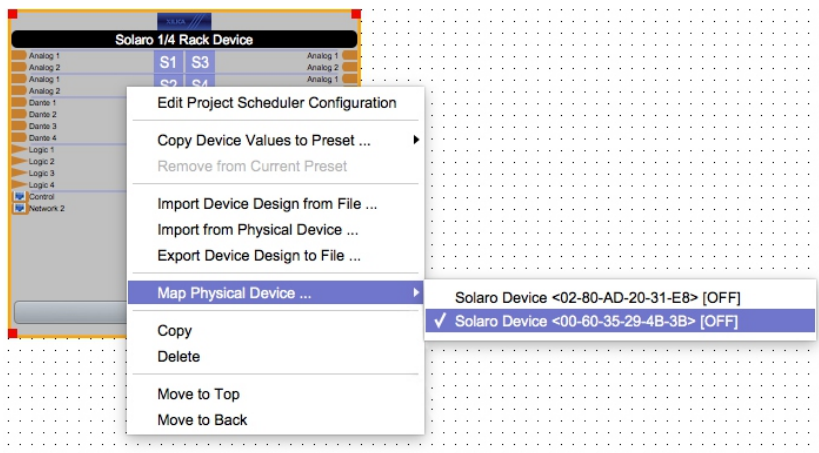 Solaro 1/4 Rack Device
Analog 1
S1 S3
Analog 1
Analog 2
Analog 2
Analog 1
S2 S4
Analog 1
Analog 2
Dante 1
Dante 2
Dante 3
Dante 4
Logic 1
Logic 2
Logic 3
Logic 4
Control
Network 2
Edit Project Scheduler Configuration
Copy Device Values to Preset ...
Remove from Current Preset
Import Device Design from File ...
Import from Physical Device ...
Export Device Design to File ...
Map Physical Device ...
Solaro Device <02-80-AD-20-31-E8> [OFF]
✓ Solaro Device <00-60-35-29-4B-3B> [OFF]
Copy
Delete
Move to Top
Move to Back